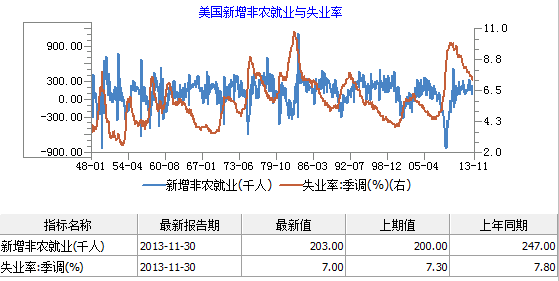 美国新增非农就业与失业率
900.00
300.00
0.00
-300.00
-900.00
11.0
8.8
6.5
4.3
2.0
48-01 54-04 60-08 67-01 73-06 79-10 86-03 92-07 98-12 05-04 13-11
新增非农就业(千人) 失业率:季调(%)(右)
指标名称 最新报告期 最新值 上期值 上年同期
新增非农就业(千人) 2013-11-30 203.00 200.00 247.00
失业率:季调(%) 2013-11-30 7.00 7.30 7.80